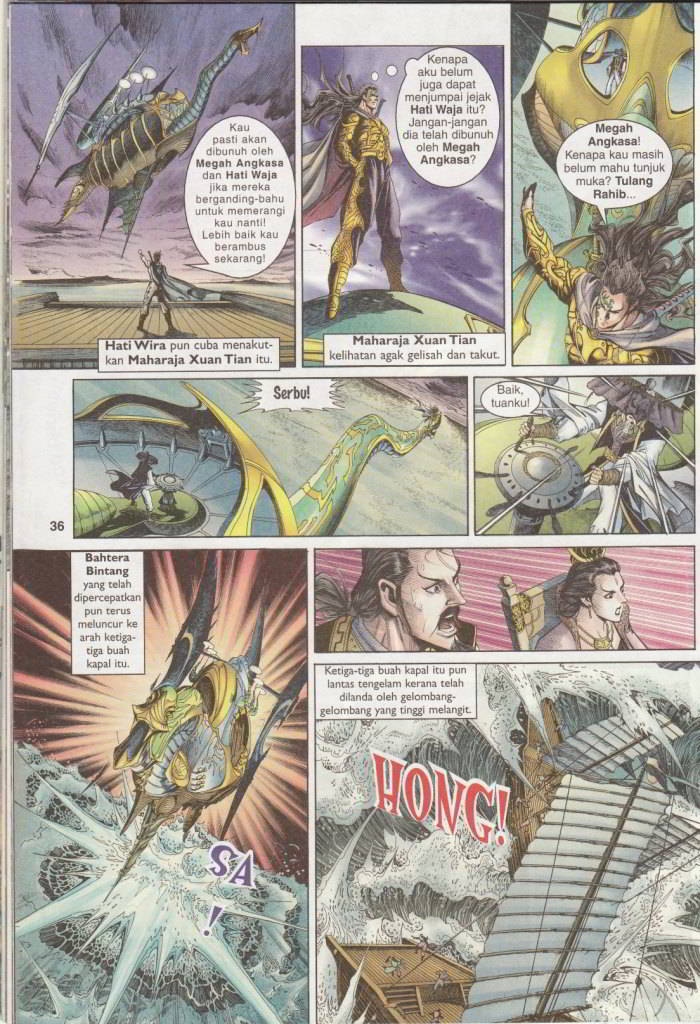 Kau
pasti akan
dibunuh oleh
Megah Angkasa
dan Hati Waja
jika mereka
berganding-bahu
untuk memerangi
kau nanti!
Lebih baik kau
berambus
sekarang!
Hati Wira pun cuba menakut-
kan Maharaja Xuan Tian itu.
Kenapa
aku belum
juga dapat
menjumpai jejak
Hati Waja itu?
Jangan-jangan
dia telah dibunuh
oleh Megah
Angkasa?
Maharaja Xuan Tian
kelihatan agak gelisah dan takut.
Megah
Angkasa!
Kenapa kau masih
belum mahu tunjuk
muka? Tulang
Rahib...
Serbu!
Baik,
tuanku!
36
Bahtera
Bintang
yang telah
dipercepatkan
pun terus
meluncur ke
arah ketiga-
tiga buah
kapal itu.
SA
!
Ketiga-tiga buah kapal itu pun
lantas tengelam kerana telah
dilanda oleh gelombang-
gelombang yang tinggi melangit.
HONG!